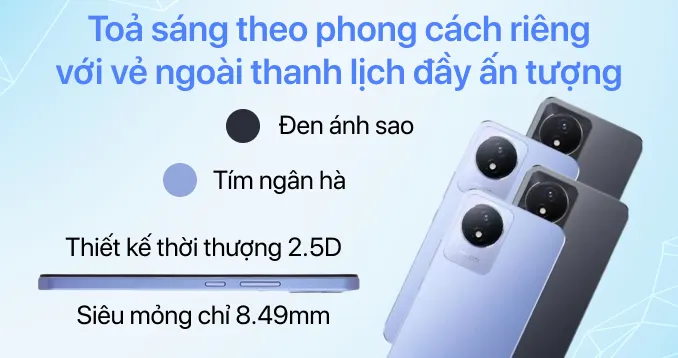 Toả sáng theo phong cách riêng
với vẻ ngoài thanh lịch đầy ấn tượng
Đen ánh sao
Tím ngân hà
Thiết kế thời thượng 2.5D
Siêu mỏng chỉ 8.49mm